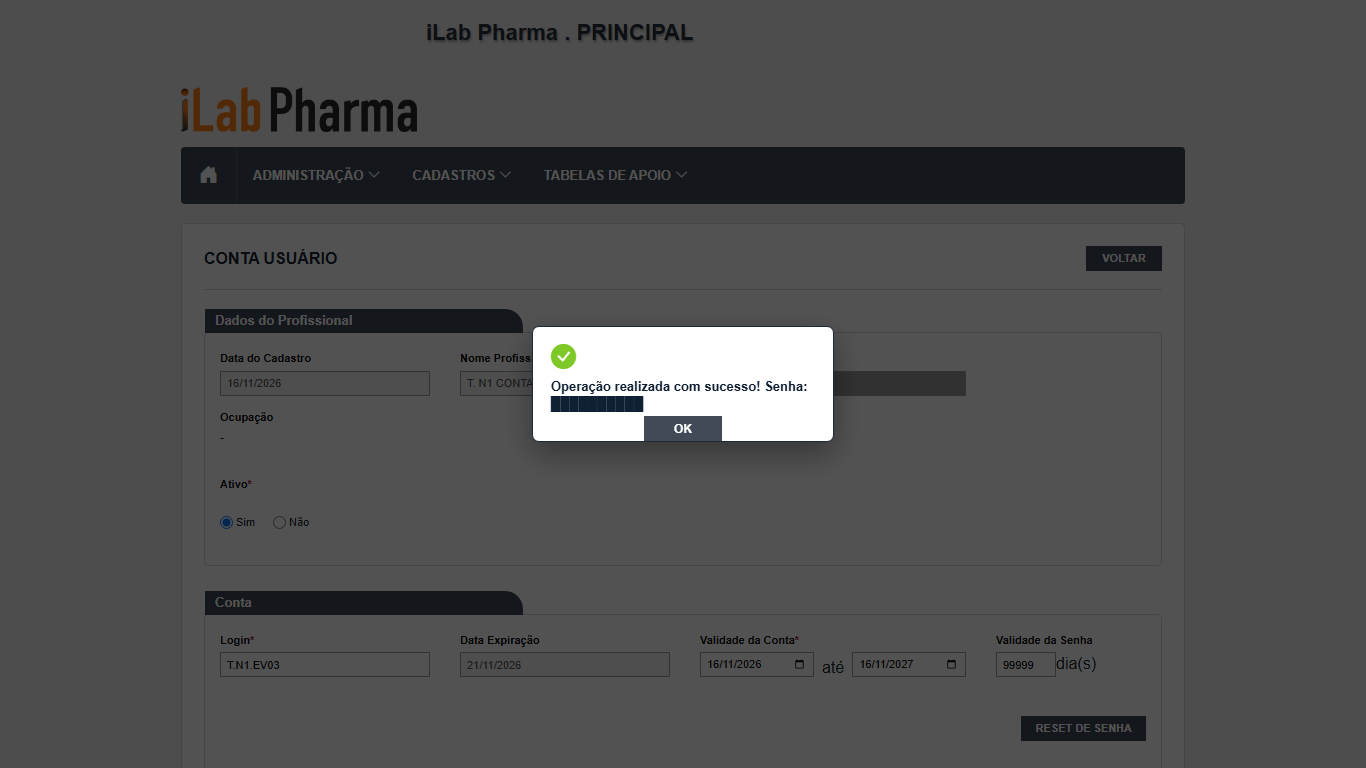 iLab Pharma . PRINCIPAL
iLab Pharma
ADMINISTRAÇÃO CADASTROS TABELAS DE APOIO
CONTA USUÁRIO
VOLTAR
Dados do Profissional
Data do Cadastro
16/11/2026
T. N1 CONTA
Nome
Ocupação
-
Ativo*
Sim Não
Operação realizada com sucesso! Senha:
OK
Conta
Login* Data Expiração Validade da Conta* Validade da Senha
T.N1.EV03 21/11/2026 16/11/2026 até 16/11/2027 99999 dia(s)
RESET DE SENHA